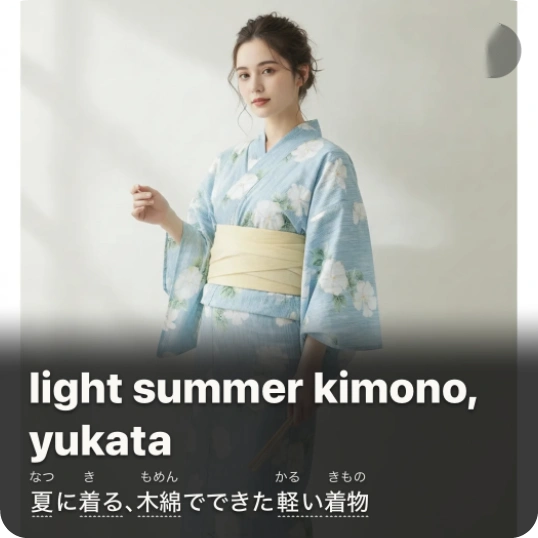 light summer kimono,
yukata
なつ き もめん かる きもの
夏に着る、木綿でできた軽い着物